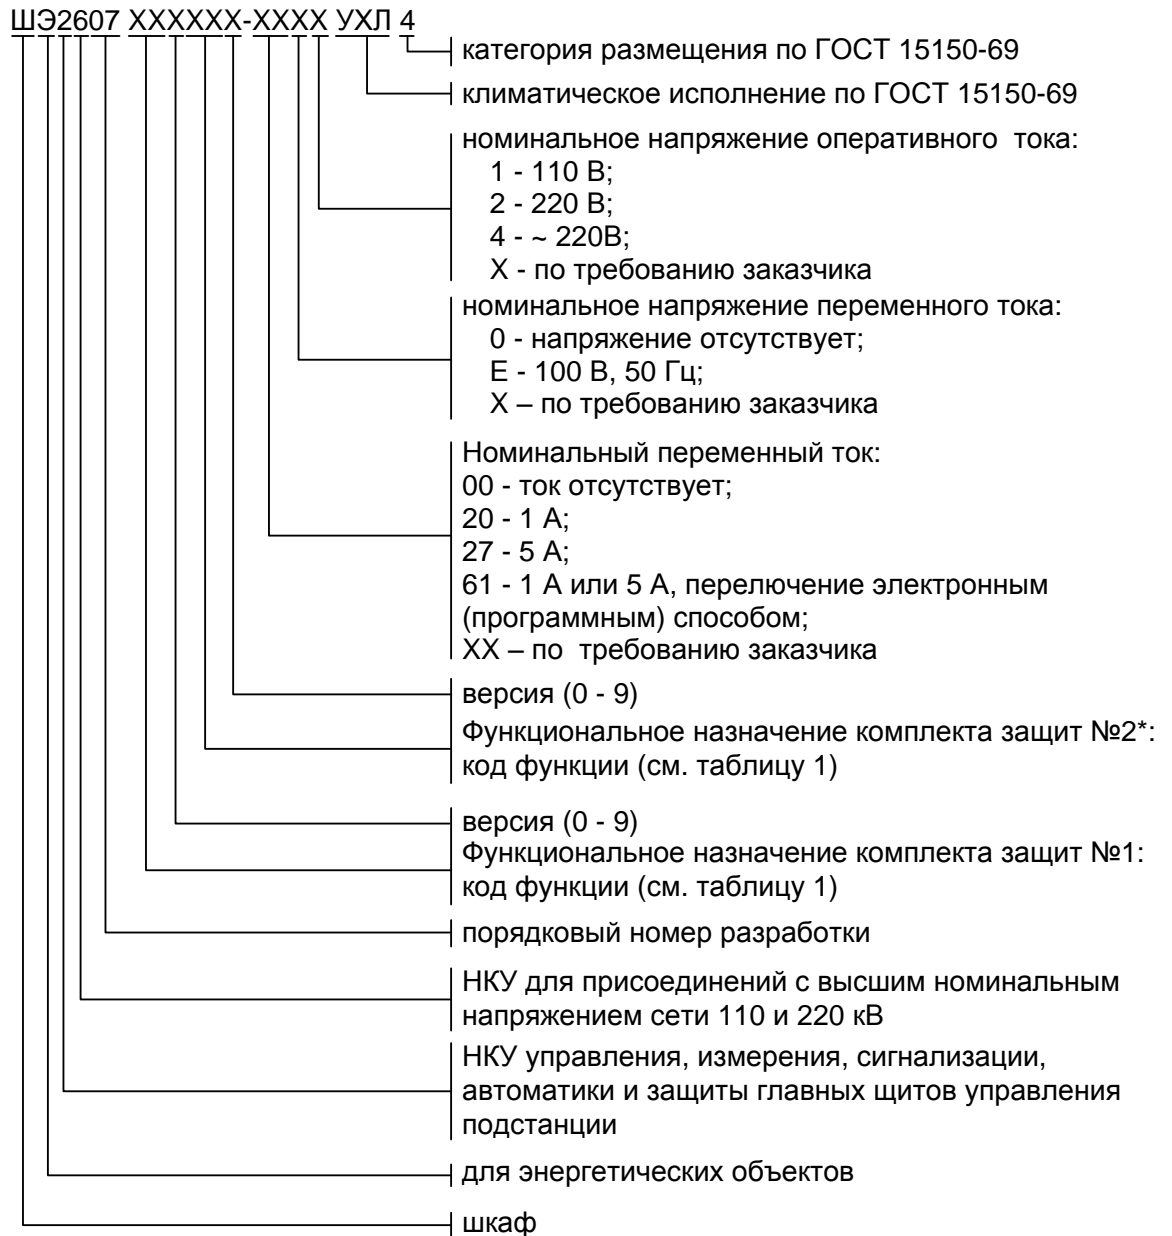 ШЭ2607 ХХХХХХ-ХХХХ УХЛ 4
категория размещения по ГОСТ 15150-69
климатическое исполнение по ГОСТ 15150-69
номинальное напряжение оперативного тока:
1 - 110 В;
2 - 220 В;
4 - ~ 220В;
Х - по требованию заказчика
номинальное напряжение переменного тока:
0 - напряжение отсутствует;
Е - 100 В, 50 Гц;
Х – по требованию заказчика
Номинальный переменный ток:
00 - ток отсутствует;
20 - 1 А;
27 - 5 А;
61 - 1 А или 5 А, перелючение электронным
(программным) способом;
ХХ – по требованию заказчика
версия (0 - 9)
Функциональное назначение комплекта защит №2*:
код функции (см. таблицу 1)
версия (0 - 9)
Функциональное назначение комплекта защит №1:
код функции (см. таблицу 1)
порядковый номер разработки
НКУ для присоединений с высшим номинальным
напряжением сети 110 и 220 кВ
НКУ управления, измерения, сигнализации,
автоматики и защиты главных щитов управления
подстанции
для энергетических объектов
шкаф